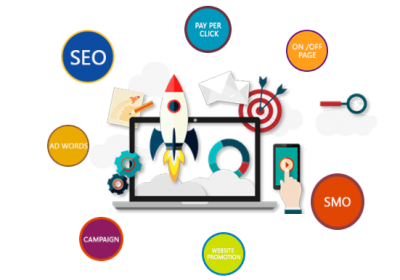 PAY PER
CLICK
SEO
ON /OFF
PAGE
AD WORDS
SMO
CAMPAIGN
WEBSITE
PROMOTION